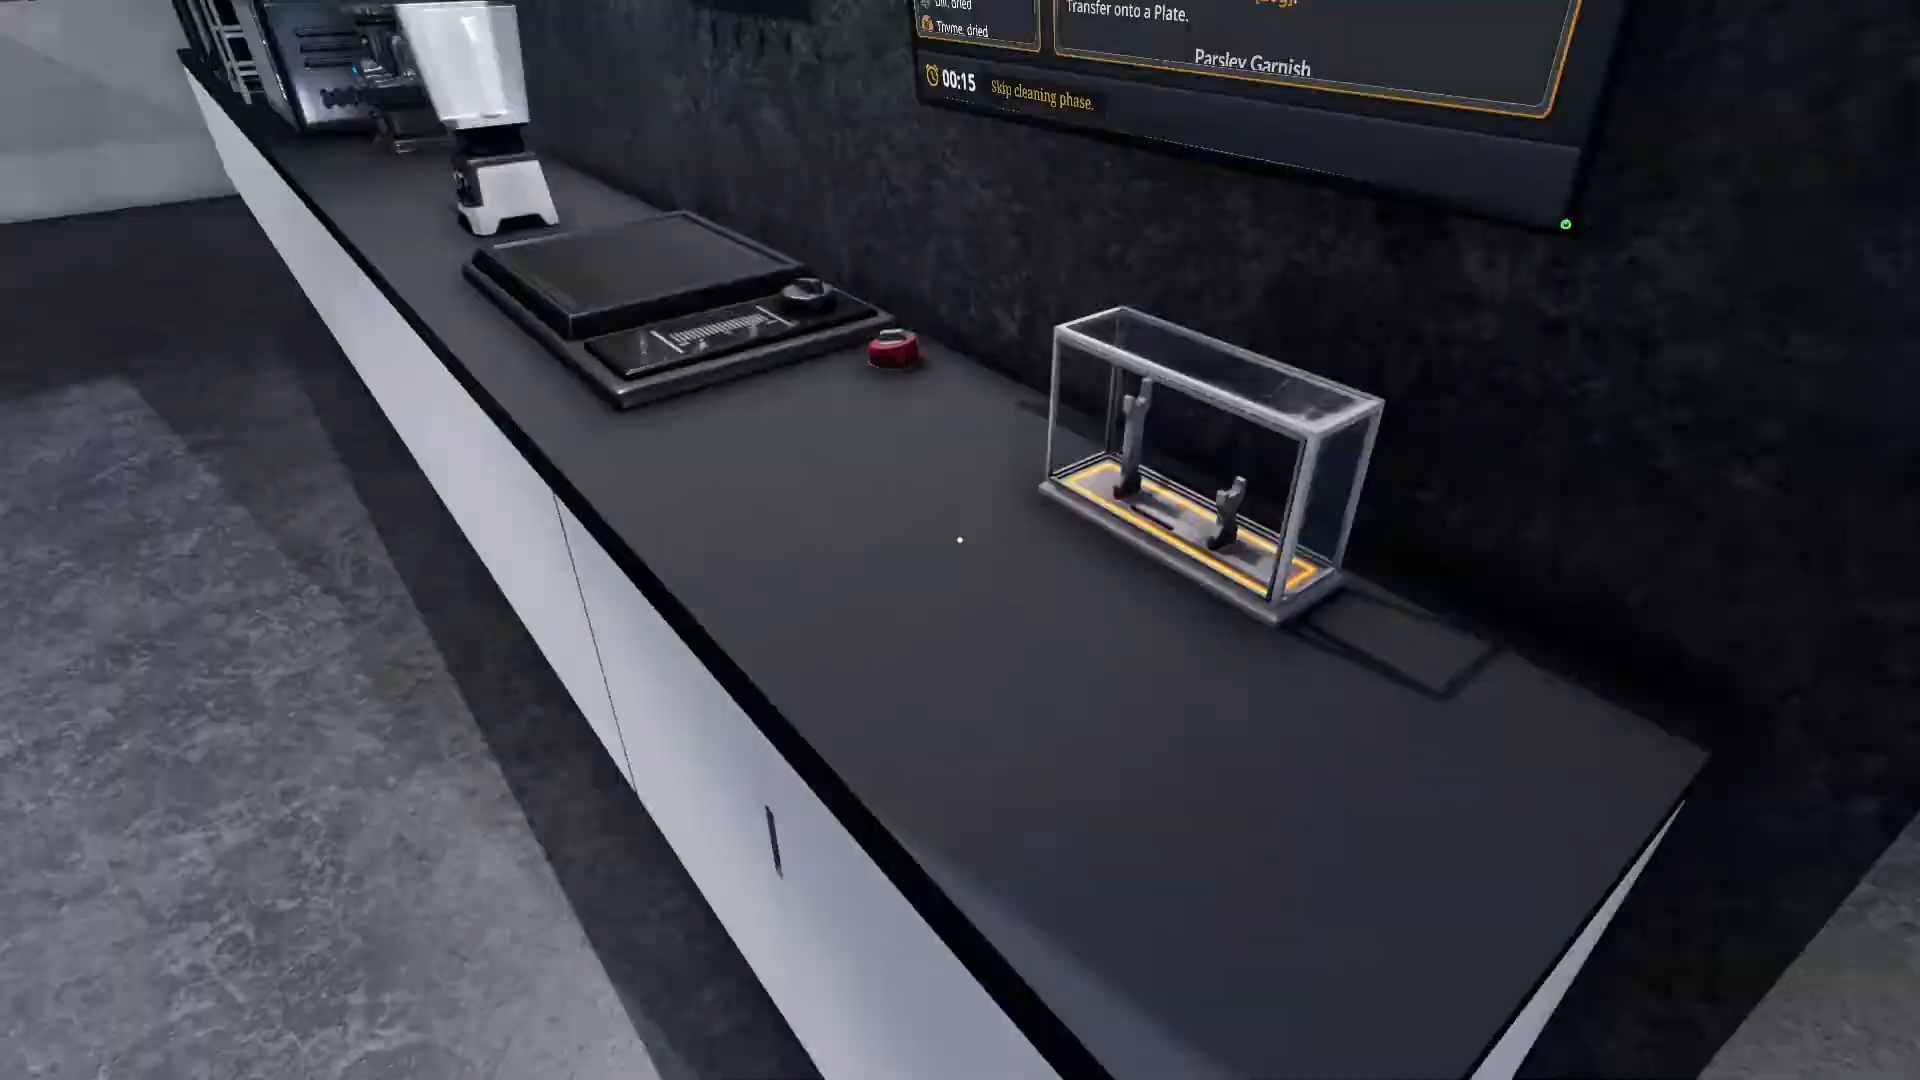 Dill, dried
Thyme, dried
Transfer onto a Plate.
Parsley Garnish
00:15
Skip cleaning phase.